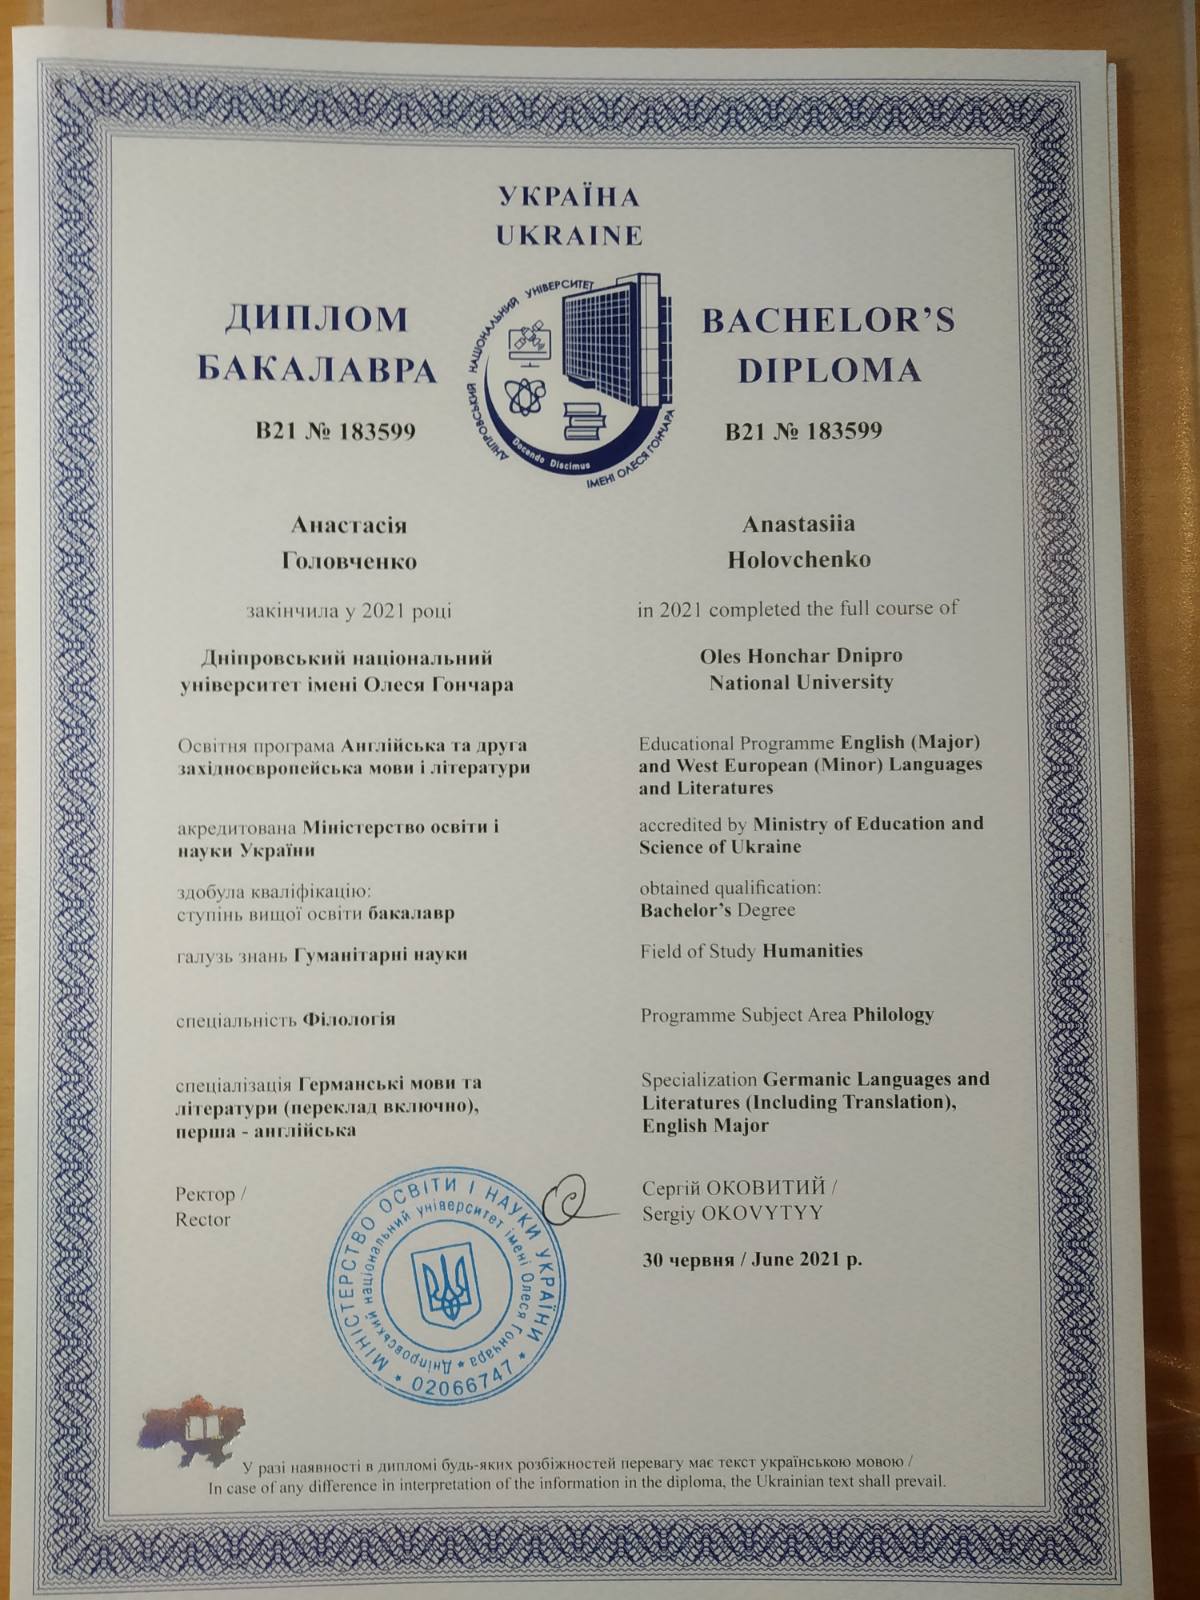 УКРАЇНА
UKRAINE
ДИПЛОМ
БАКАЛАВРА
B21 № 183599
ДНІПРОВСЬКИЙ НАЦІОНАЛЬНИЙ УНІВЕРСИТЕТ
ІМЕНІ ОЛЕСЯ ГОНЧАРА
Docendo Discimus
BACHELOR'S
DIPLOMA
B21 № 183599
Анастасія
Головченко
закінчила у 2021 році
Дніпровський національний
університет імені Олеся Гончара
Освітня програма Англійська та друга
західноєвропейська мови і літератури
акредитована Міністерство освіти і
науки України
здобула кваліфікацію:
ступінь вищої освіти бакалавр
галузь знань Гуманітарні науки
спеціальність Філологія
спеціалізація Германські мови та
літератури (переклад включно),
перша - англійська
Anastasiia
Holovchenko
in 2021 completed the full course of
Oles Honchar Dnipro
National University
Educational Programme English (Major)
and West European (Minor) Languages
and Literatures
accredited by Ministry of Education and
Science of Ukraine
obtained qualification:
Bachelor's Degree
Field of Study Humanities
Programme Subject Area Philology
Specialization Germanic Languages and
Literatures (Including Translation),
English Major
Ректор /
Rector
МІНІСТЕРСТВО ОСВІТИ І НАУКИ УКРАЇНИ
* 02066747 *
Дніпровський національний університет імені Олеся Гончара *
Сергій ОКОВИТИЙ /
Sergiy OKOVYTYY
30 червня / June 2021 р.
У разі наявності в дипломі будь-яких розбіжностей перевагу має текст українською мовою /
In case of any difference in interpretation of the information in the diploma, the Ukrainian text shall prevail.